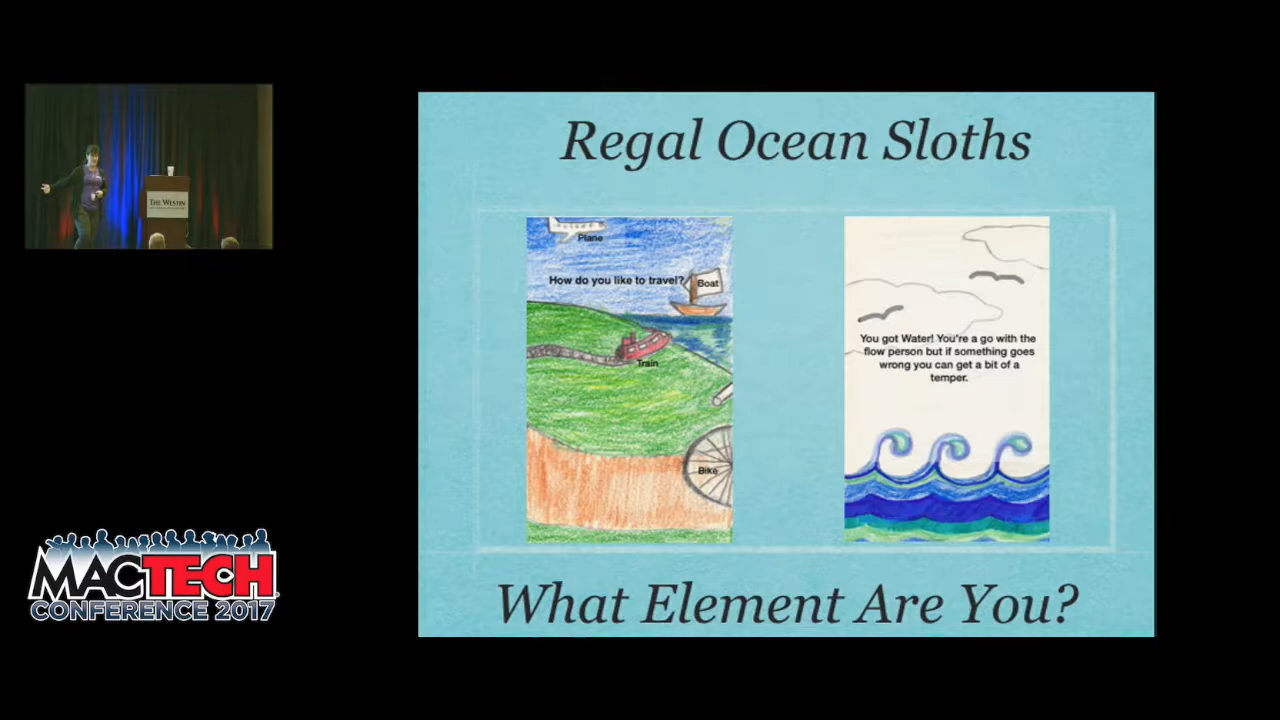 Regal Ocean Sloths
Plane
How do you like to travel?
Boat
Train
Bike
You got Water! You're a go with the
flow person but if something goes
wrong you can get a bit of a
temper.
What Element Are You?
THE WESTIN
MACTECH
CONFERENCE 2017